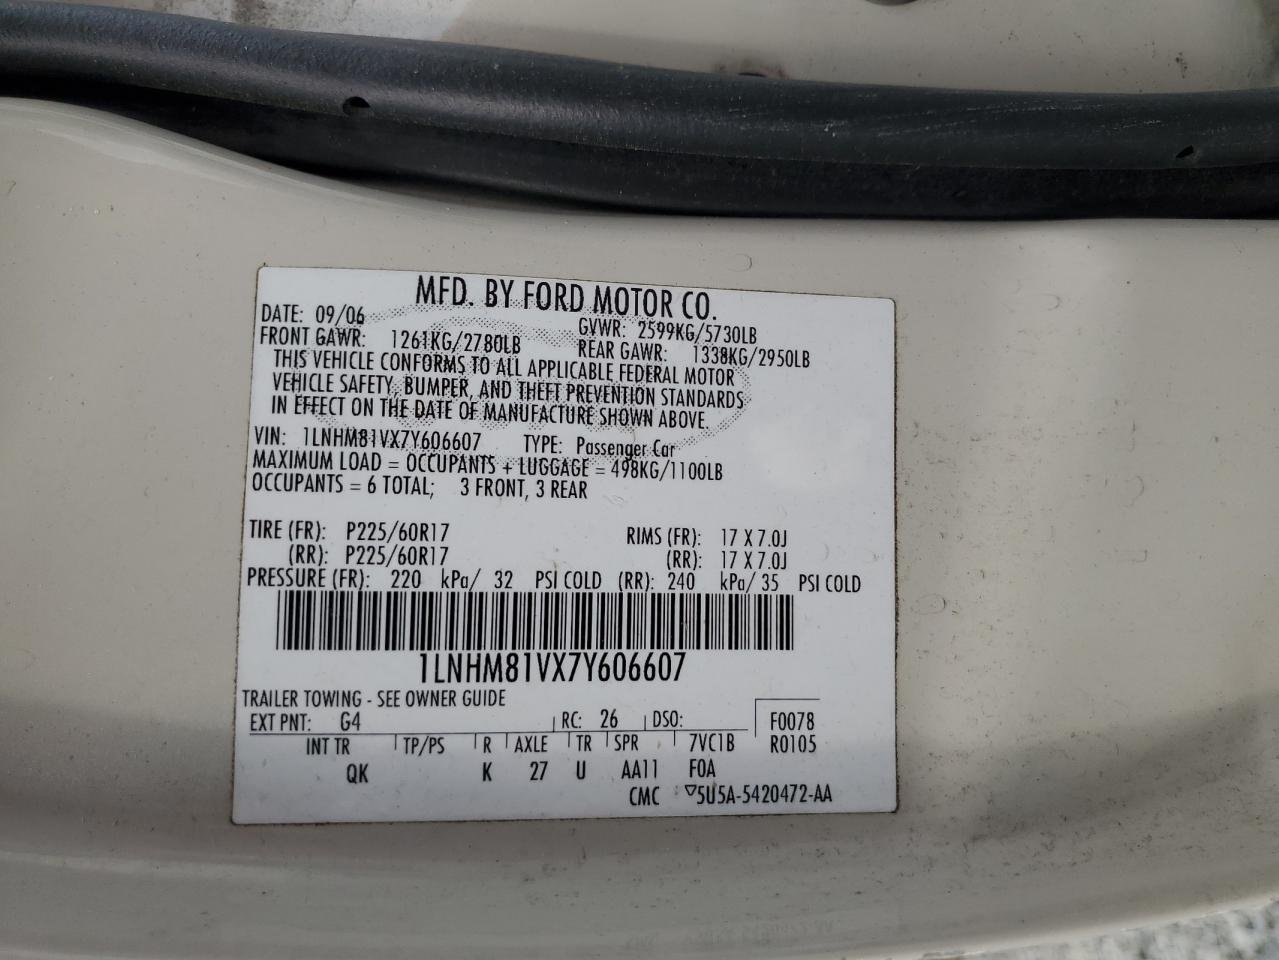 MFD. BY FORD MOTOR CO.
DATE: 09/06 GVWR: 2599KG/5730LB
FRONT GAWR: 1261KG/2780LB REAR GAWR: 1338KG/2950LB
THIS VEHICLE CONFORMS TO ALL APPLICABLE FEDERAL MOTOR
VEHICLE SAFETY, BUMPER, AND THEFT PREVENTION STANDARDS
IN EFFECT ON THE DATE OF MANUFACTURE SHOWN ABOVE.
VIN: 1LNHM81VX7Y606607 TYPE: Passenger Car
MAXIMUM LOAD = OCCUPANTS + LUGGAGE = 498KG/1100LB
OCCUPANTS = 6 TOTAL; 3 FRONT, 3 REAR
TIRE (FR): P225/60R17 RIMS (FR): 17 X 7.0J
(RR): P225/60R17 (RR): 17 X 7.0J
PRESSURE (FR): 220 kPa/ 32 PSI COLD (RR): 240 kPa/ 35 PSI COLD
1LNHM81VX7Y606607
TRAILER TOWING - SEE OWNER GUIDE
EXT PNT: G4 RC: 26 DSO: F0078
INT TR TP/PS R AXLE TR SPR 7VC1B R0105
QK K 27 U AA11 F0A
CMC ▽5U5A-5420472-AA